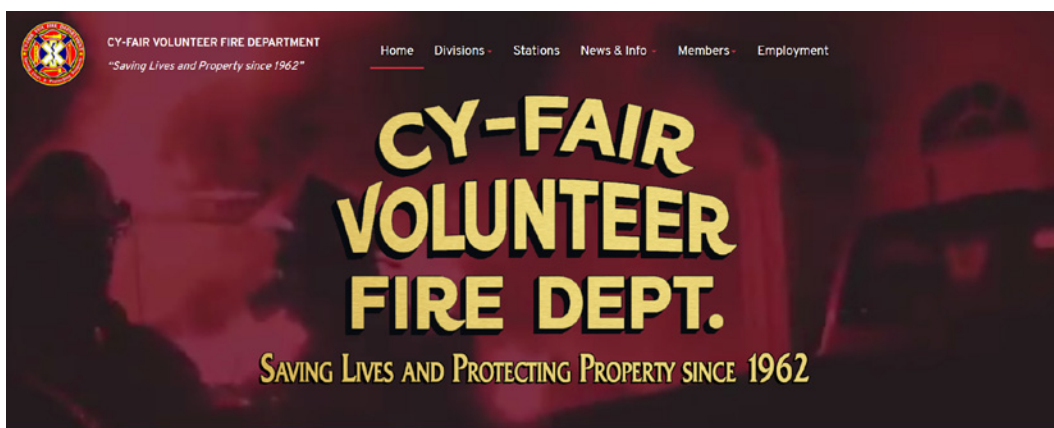 CY-FAIR VOLUNTEER FIRE DEPARTMENT
"Saving Lives and Property since 1962"
Home Divisions Stations News & Info Members Employment
CY-FAIR
VOLUNTEER
FIRE DEPT.
SAVING LIVES AND PROTECTING PROPERTY SINCE 1962